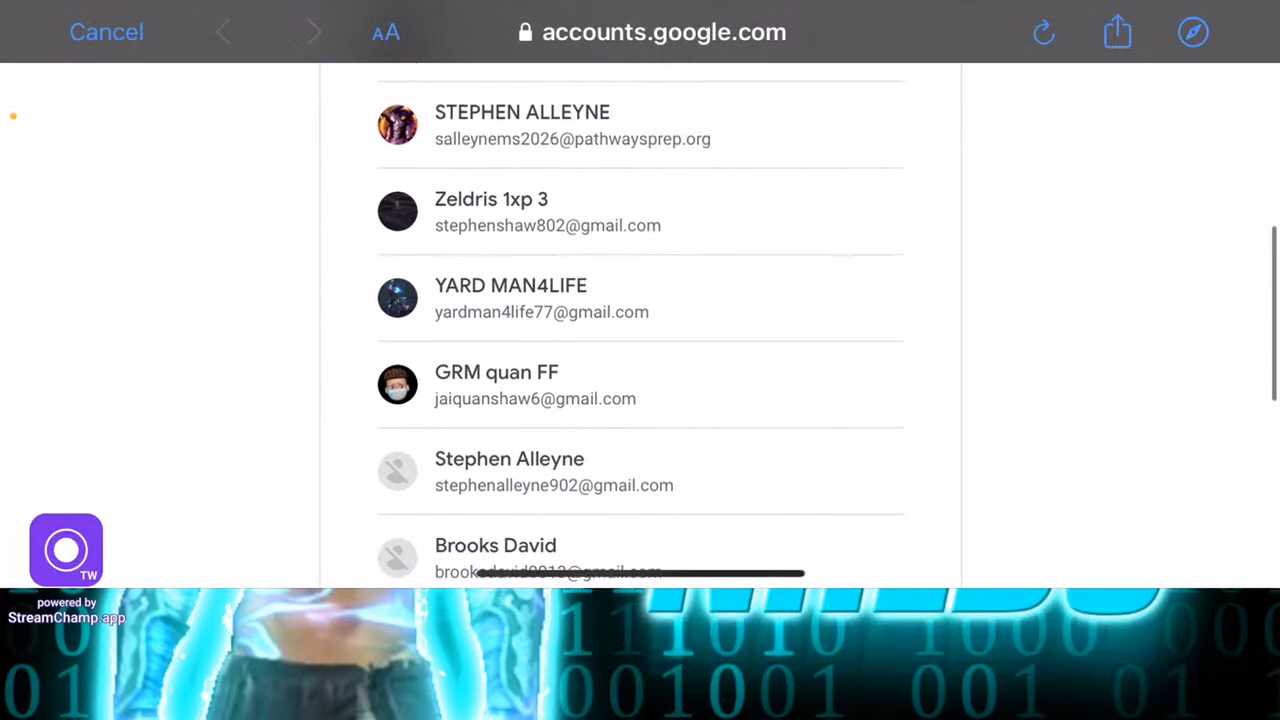 Cancel
AA
accounts.google.com
STEPHEN ALLEYNE
salleynems2026@pathwaysprep.org
Zeldris 1xp 3
stephenshaw802@gmail.com
YARD MAN4LIFE
yardman4life77@gmail.com
GRM quan FF
jaiquanshaw6@gmail.com
Stephen Alleyne
stephenalleyne902@gmail.com
Brooks David
TW
powered by
StreamChamp.app